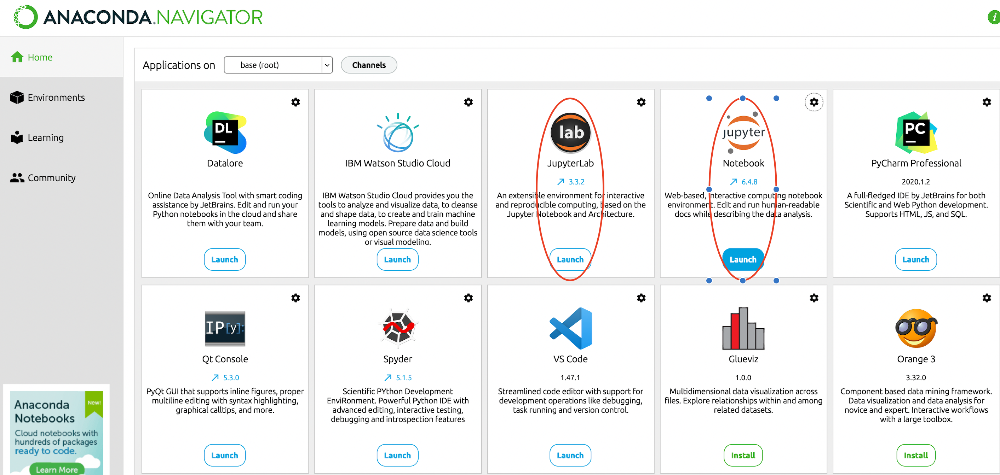 ANACONDA.NAVIGATOR
i
Home
Environments
Learning
Community
Applications on
base (root)
Channels
DL
Datalore
Online Data Analysis Tool with smart coding
assistance by JetBrains. Edit and run your
Python notebooks in the cloud and share
them with your team.
Launch
IBM Watson Studio Cloud
IBM Watson Studio Cloud provides you the
tools to analyze and visualize data, to cleanse
and shape data, to create and train machine
learning models. Prepare data and build
models, using open source data science tools
or visual modeling.
Launch
lab
JupyterLab
3.3.2
An extensible environment for interactive
and reproducible computing, based on the
Jupyter Notebook and Architecture.
Launch
jupyter
Notebook
6.4.8
Web-based, interactive computing notebook
environment. Edit and run human-readable
docs while describing the data analysis.
Launch
PC
PyCharm Professional
2020.1.2
A full-fledged IDE by JetBrains for both
Scientific and Web Python development.
Supports HTML, JS, and SQL.
Launch
IP[y]:
Qt Console
5.3.0
PyQt GUI that supports inline figures, proper
multiline editing with syntax highlighting,
graphical calltips, and more.
Launch
Spyder
5.1.5
Scientific PYthon Development
EnviRonment. Powerful Python IDE with
advanced editing, interactive testing,
debugging and introspection features
Launch
VS Code
1.47.1
Streamlined code editor with support for
development operations like debugging,
task running and version control.
Launch
Glueviz
1.0.0
Multidimensional data visualization across
files. Explore relationships within and among
related datasets.
Install
Orange 3
3.32.0
Component based data mining framework.
Data visualization and data analysis for
novice and expert. Interactive workflows
with a large toolbox.
Install
New!
Anaconda
Notebooks
Cloud notebooks with
hundreds of packages
ready to code.
Learn More